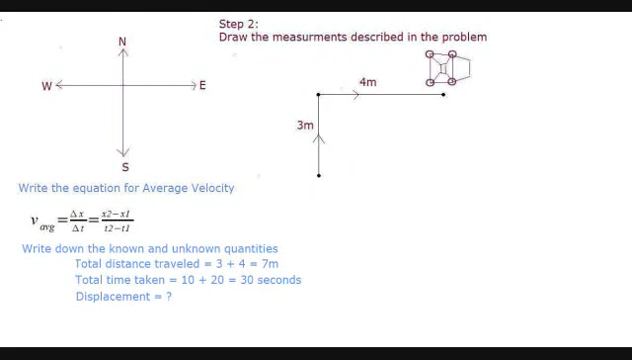 Step 2:
Draw the measurments described in the problem
N
W
E
S
4m
3m
Write the equation for Average Velocity
v avg = Δx/Δt = x2−x1/t2−t1
Write down the known and unknown quantities
Total distance traveled = 3 + 4 = 7m
Total time taken = 10 + 20 = 30 seconds
Displacement = ?